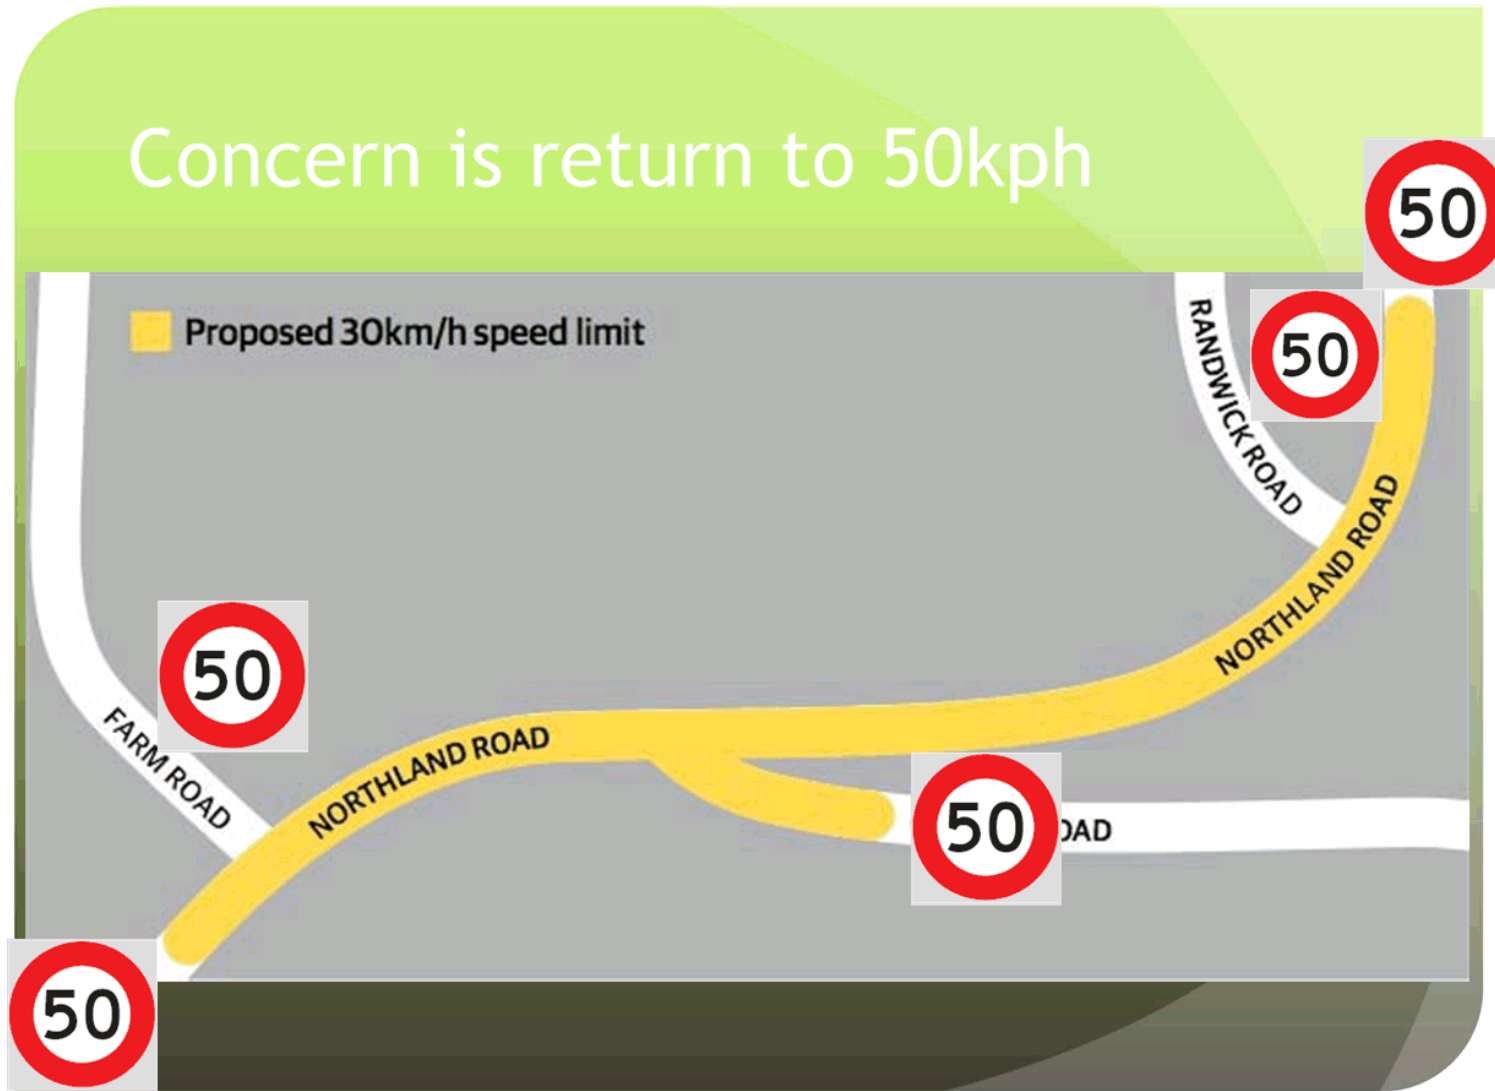 Concern is return to 50kph
50
Proposed 30km/h speed limit
RANDWICK ROAD
50
NORTHLAND ROAD
50
FARM ROAD
NORTHLAND ROAD
50
50